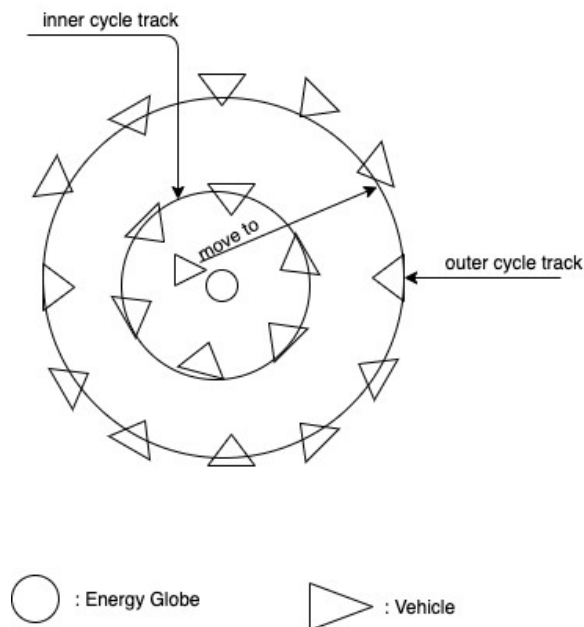 inner cycle track
move to
outer cycle track
: Energy Globe
: Vehicle